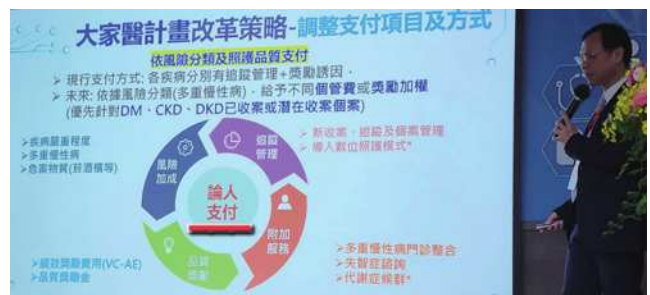 大家醫計畫改革策略-調整支付項目及方式
依風險分類及照護品質支付
➢ 現行支付方式: 各疾病分別有追蹤管理+獎勵誘因。
➢ 未來: 依據風險分類(多重慢性病)，給予不同個管費或獎勵加權
(優先針對DM、CKD、DKD已收案或潛在收案個案)
➢疾病嚴重程度
➢多重慢性病
➢危害物質(菸酒檳等)
風險
加成
追蹤
管理
➢ 新收案、追蹤及個案管理
➢ 導入數位照護模式*
論人
支付
附加
服務
品質
獎勵
➢績效獎勵費用(VC-AE)
➢品質獎勵金
➢多重慢性病門診整合
➢失智症諮詢
➢代謝症候群*